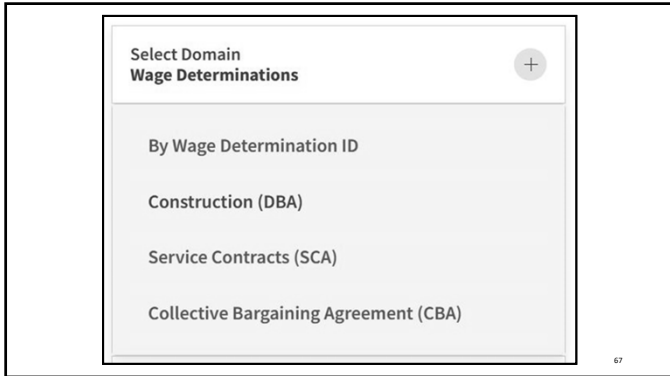 Select Domain
Wage Determinations
+
By Wage Determination ID
Construction (DBA)
Service Contracts (SCA)
Collective Bargaining Agreement (CBA)
67